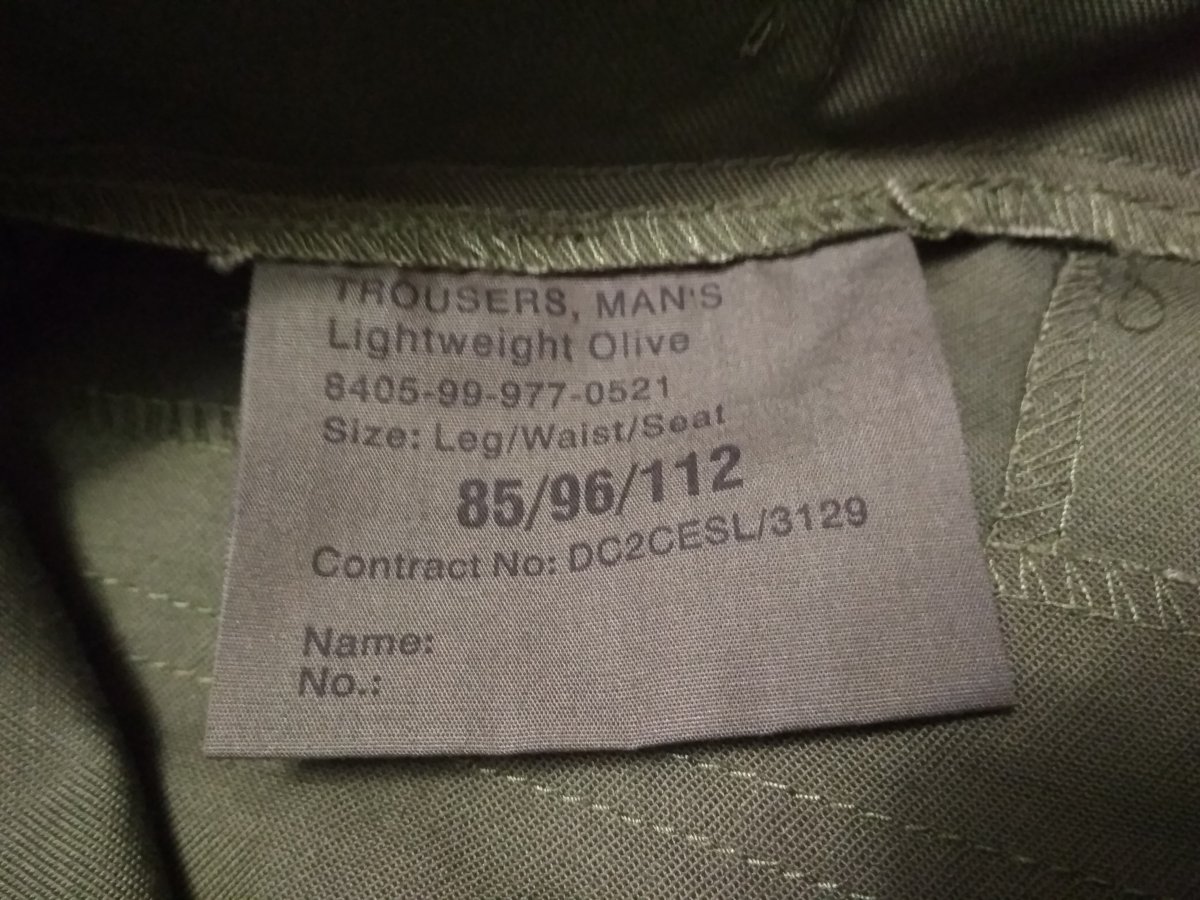 TROUSERS, MAN'S
Lightweight Olive
8405-99-977-0521
Size: Leg/Waist/Seat
85/96/112
Contract No: DC2CESL/3129
Name:
No.: